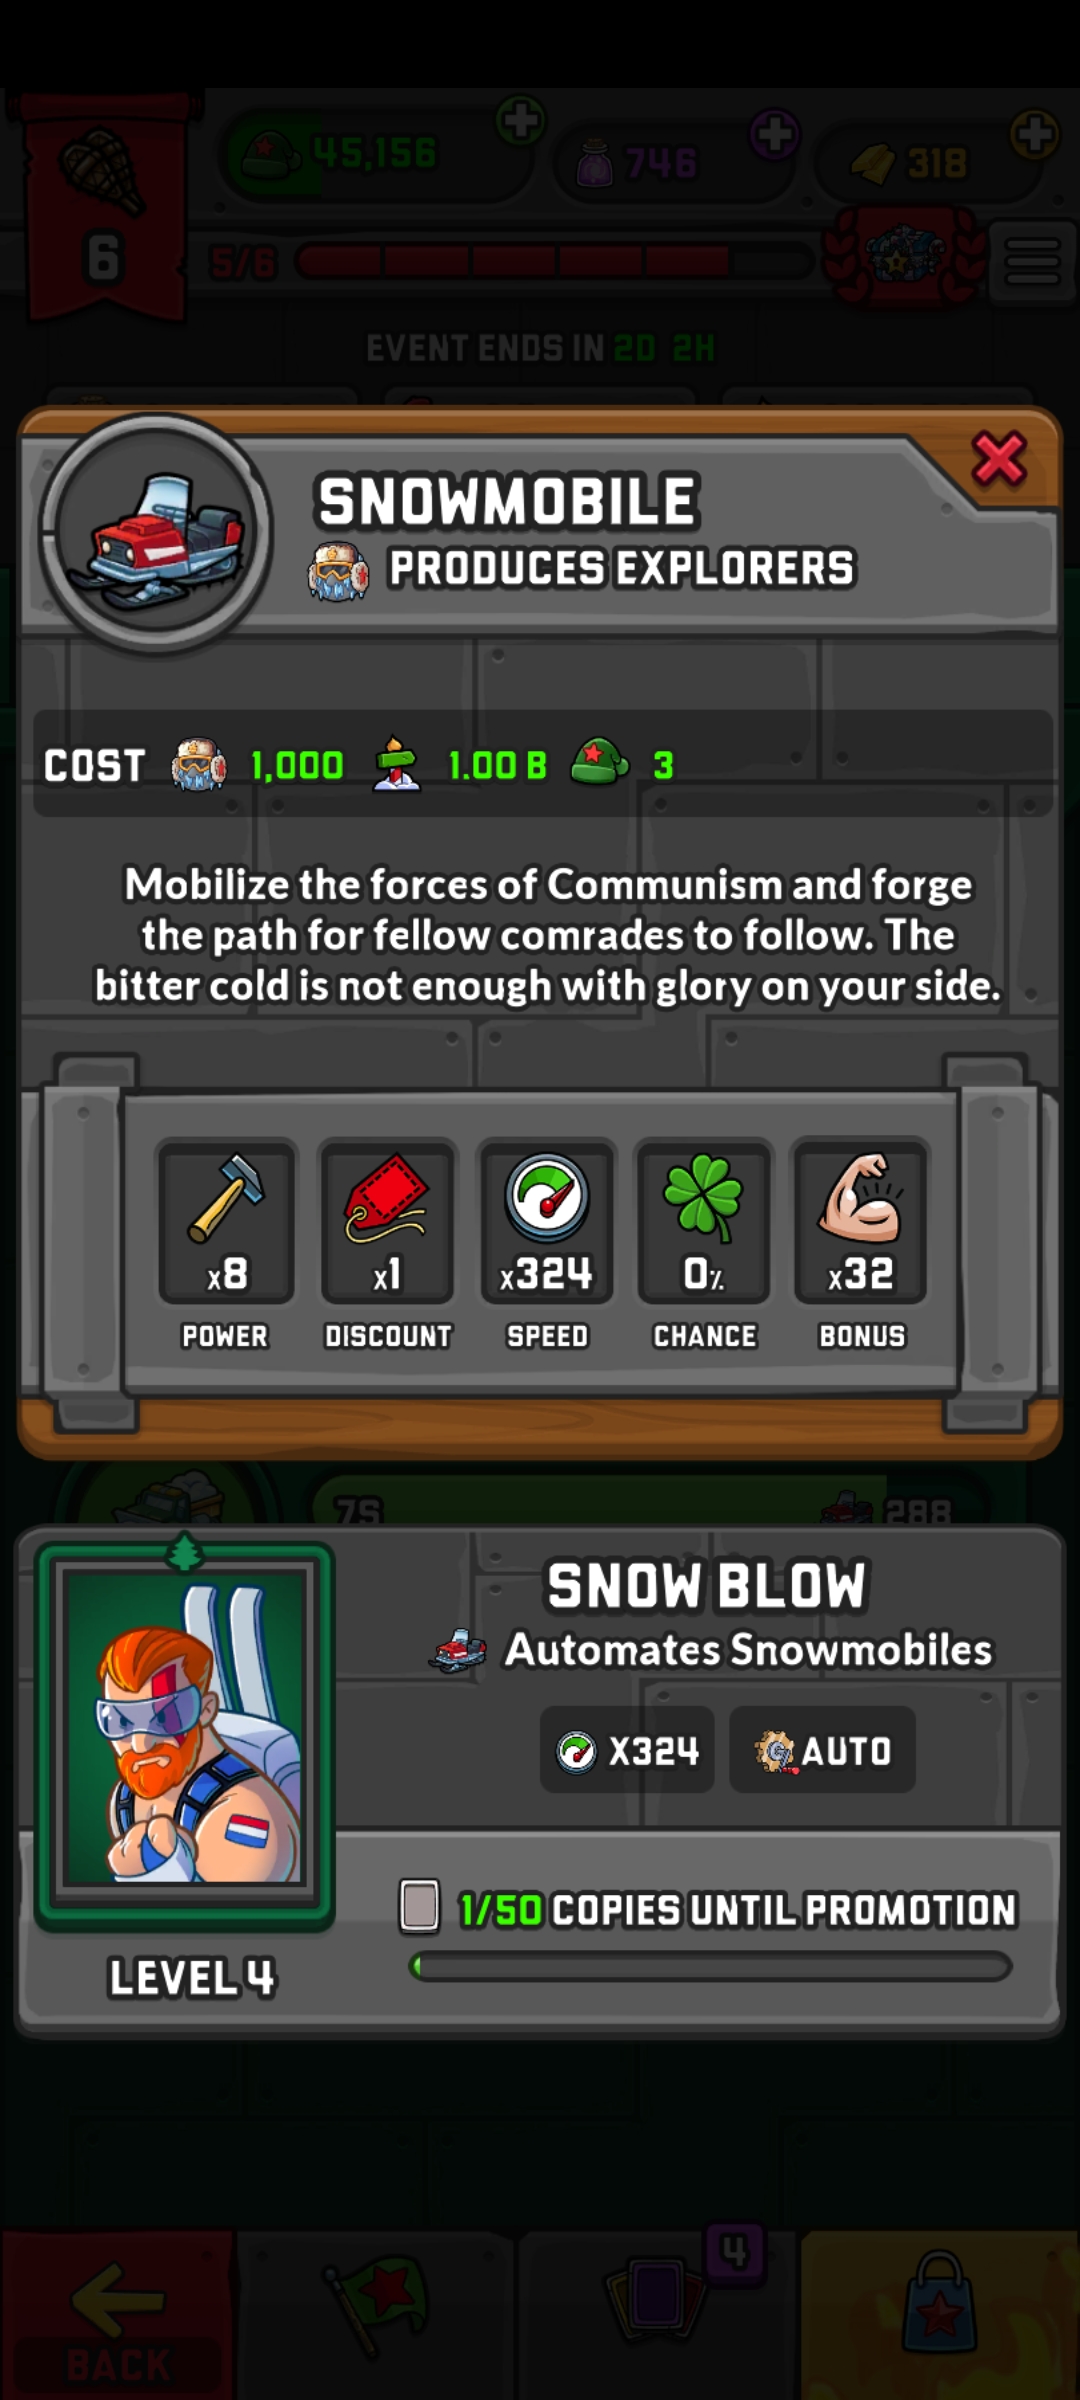 45,156
746
318
6
5/6
EVENT ENDS IN 2D 2H
SNOWMOBILE
PRODUCES EXPLORERS
COST 1,000 1.00 B 3
Mobilize the forces of Communism and forge
the path for fellow comrades to follow. The
bitter cold is not enough with glory on your side.
x8 x1 x324 0% x32
POWER DISCOUNT SPEED CHANCE BONUS
7S 288
SNOW BLOW
Automates Snowmobiles
X324 AUTO
1/50 COPIES UNTIL PROMOTION
LEVEL 4
4
BACK